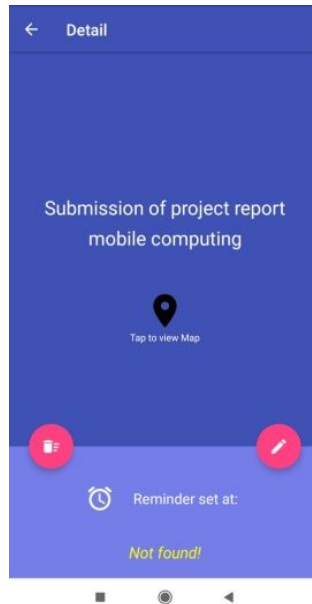 Detail
Submission of project report
mobile computing
Tap to view Map
Reminder set at:
Not found!